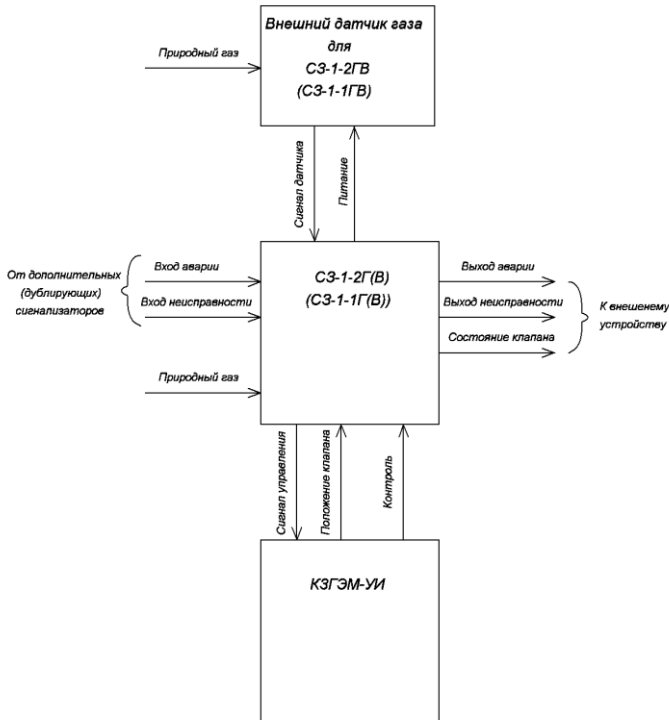 Внешний датчик газа
для
СЗ-1-2ГВ
(СЗ-1-1ГВ)
Природный газ
Сигнал датчика
Питание
От дополнительных
(дублирующих)
сигнализаторов
Вход аварии
Вход неисправности
Природный газ
СЗ-1-2Г(В)
(СЗ-1-1Г(В))
Выход аварии
Выход неисправности
Состояние клапана
К внешенему
устройству
Сигнал управления
Положение клапана
Контроль
КЗГЭМ-УИ